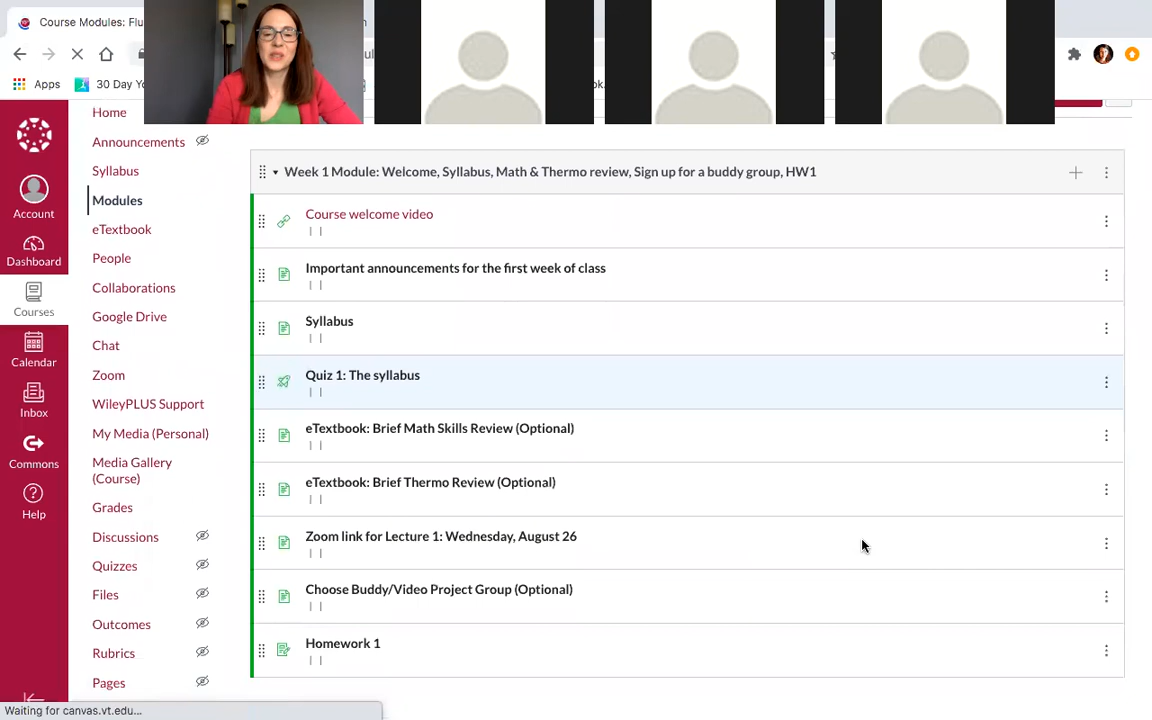 Course Modules: Flu
Apps
30 Day Yo
ok.
Account
Dashboard
Courses
Calendar
Inbox
Commons
Help
Home
Announcements
Syllabus
Modules
eTextbook
People
Collaborations
Google Drive
Chat
Zoom
WileyPLUS Support
My Media (Personal)
Media Gallery
(Course)
Grades
Discussions
Quizzes
Files
Outcomes
Rubrics
Pages
Week 1 Module: Welcome, Syllabus, Math & Thermo review, Sign up for a buddy group, HW1
Course welcome video
| |
Important announcements for the first week of class
| |
Syllabus
| |
Quiz 1: The syllabus
| |
eTextbook: Brief Math Skills Review (Optional)
| |
eTextbook: Brief Thermo Review (Optional)
| |
Zoom link for Lecture 1: Wednesday, August 26
| |
Choose Buddy/Video Project Group (Optional)
| |
Homework 1
| |
Waiting for canvas.vt.edu...